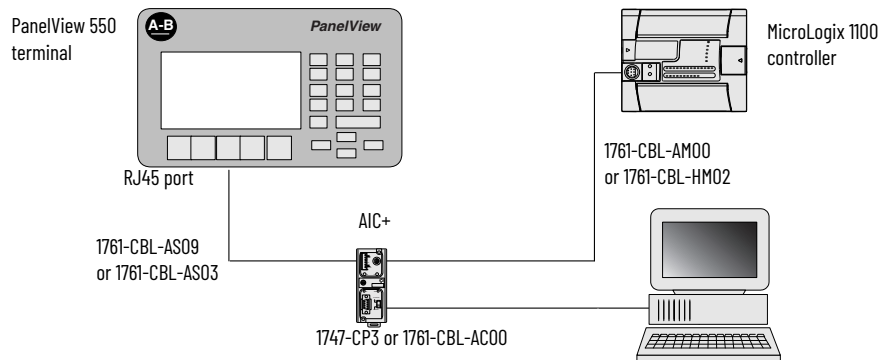 PanelView 550
terminal
A-B
PanelView
MicroLogix 1100
controller
RJ45 port
1761-CBL-AM00
or 1761-CBL-HM02
AIC+
1761-CBL-AS09
or 1761-CBL-AS03
1747-CP3 or 1761-CBL-AC00